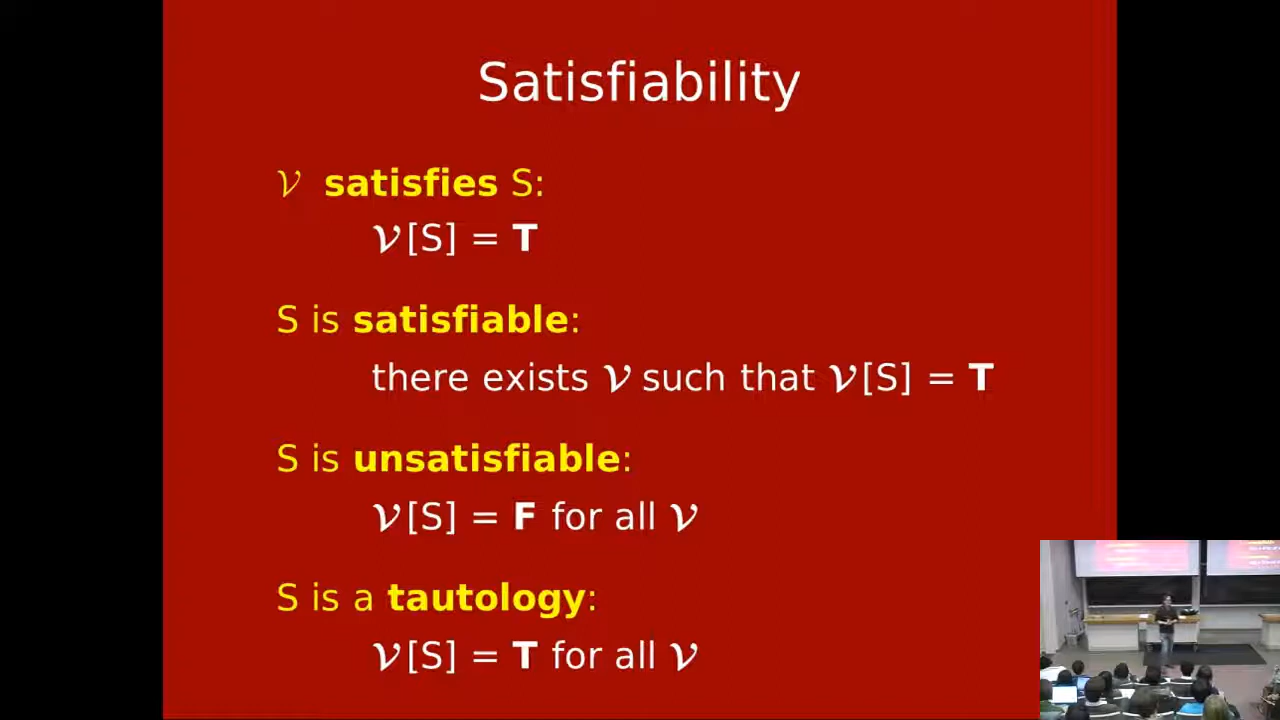 Satisfiability
𝒱 satisfies S:
𝒱[S] = T
S is satisfiable:
there exists 𝒱 such that 𝒱[S] = T
S is unsatisfiable:
𝒱[S] = F for all 𝒱
S is a tautology:
𝒱[S] = T for all 𝒱